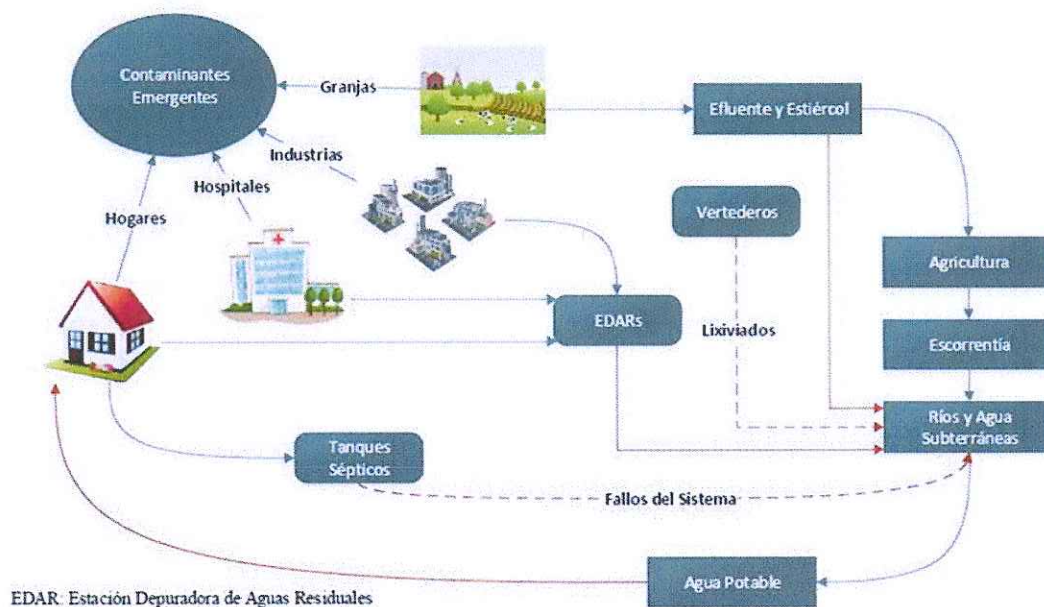 Contaminantes
Emergentes
Granjas
Efluente y Estiércol
Industrias
Hospitales
Hogares
Vertederos
Agricultura
EDARs
Lixiviados
Escorrentía
Ríos y Agua
Subterráneas
Tanques
Sépticos
Fallos del Sistema
Agua Potable
EDAR: Estación Depuradora de Aguas Residuales